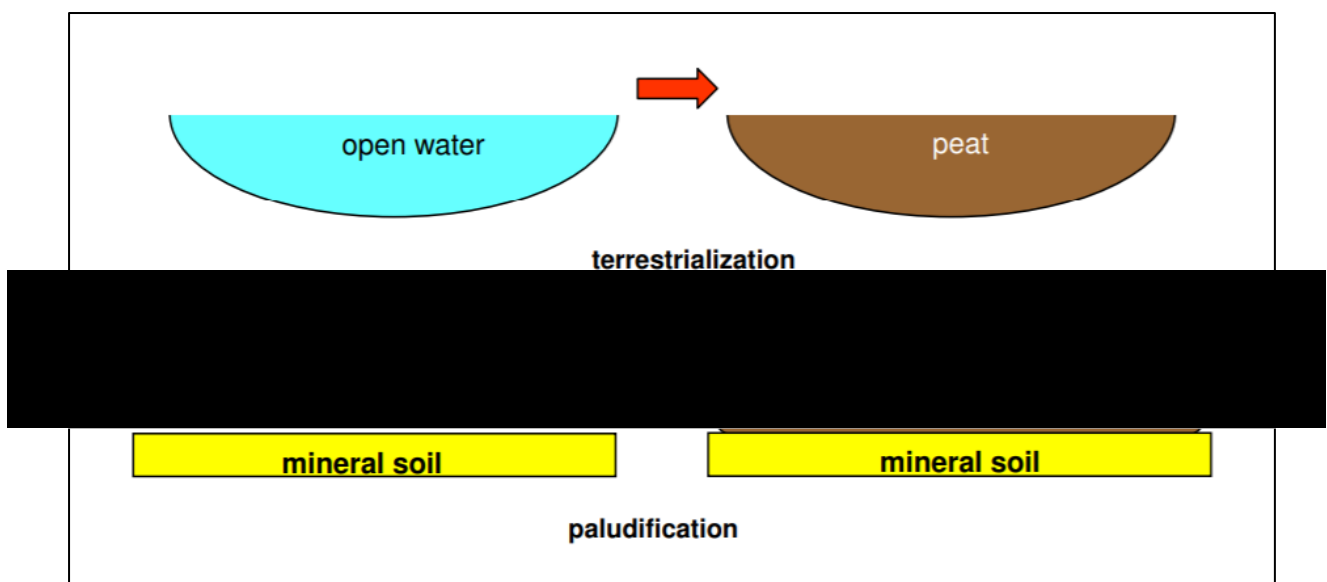 open water
peat
terrestrialization
mineral soil
mineral soil
paludification